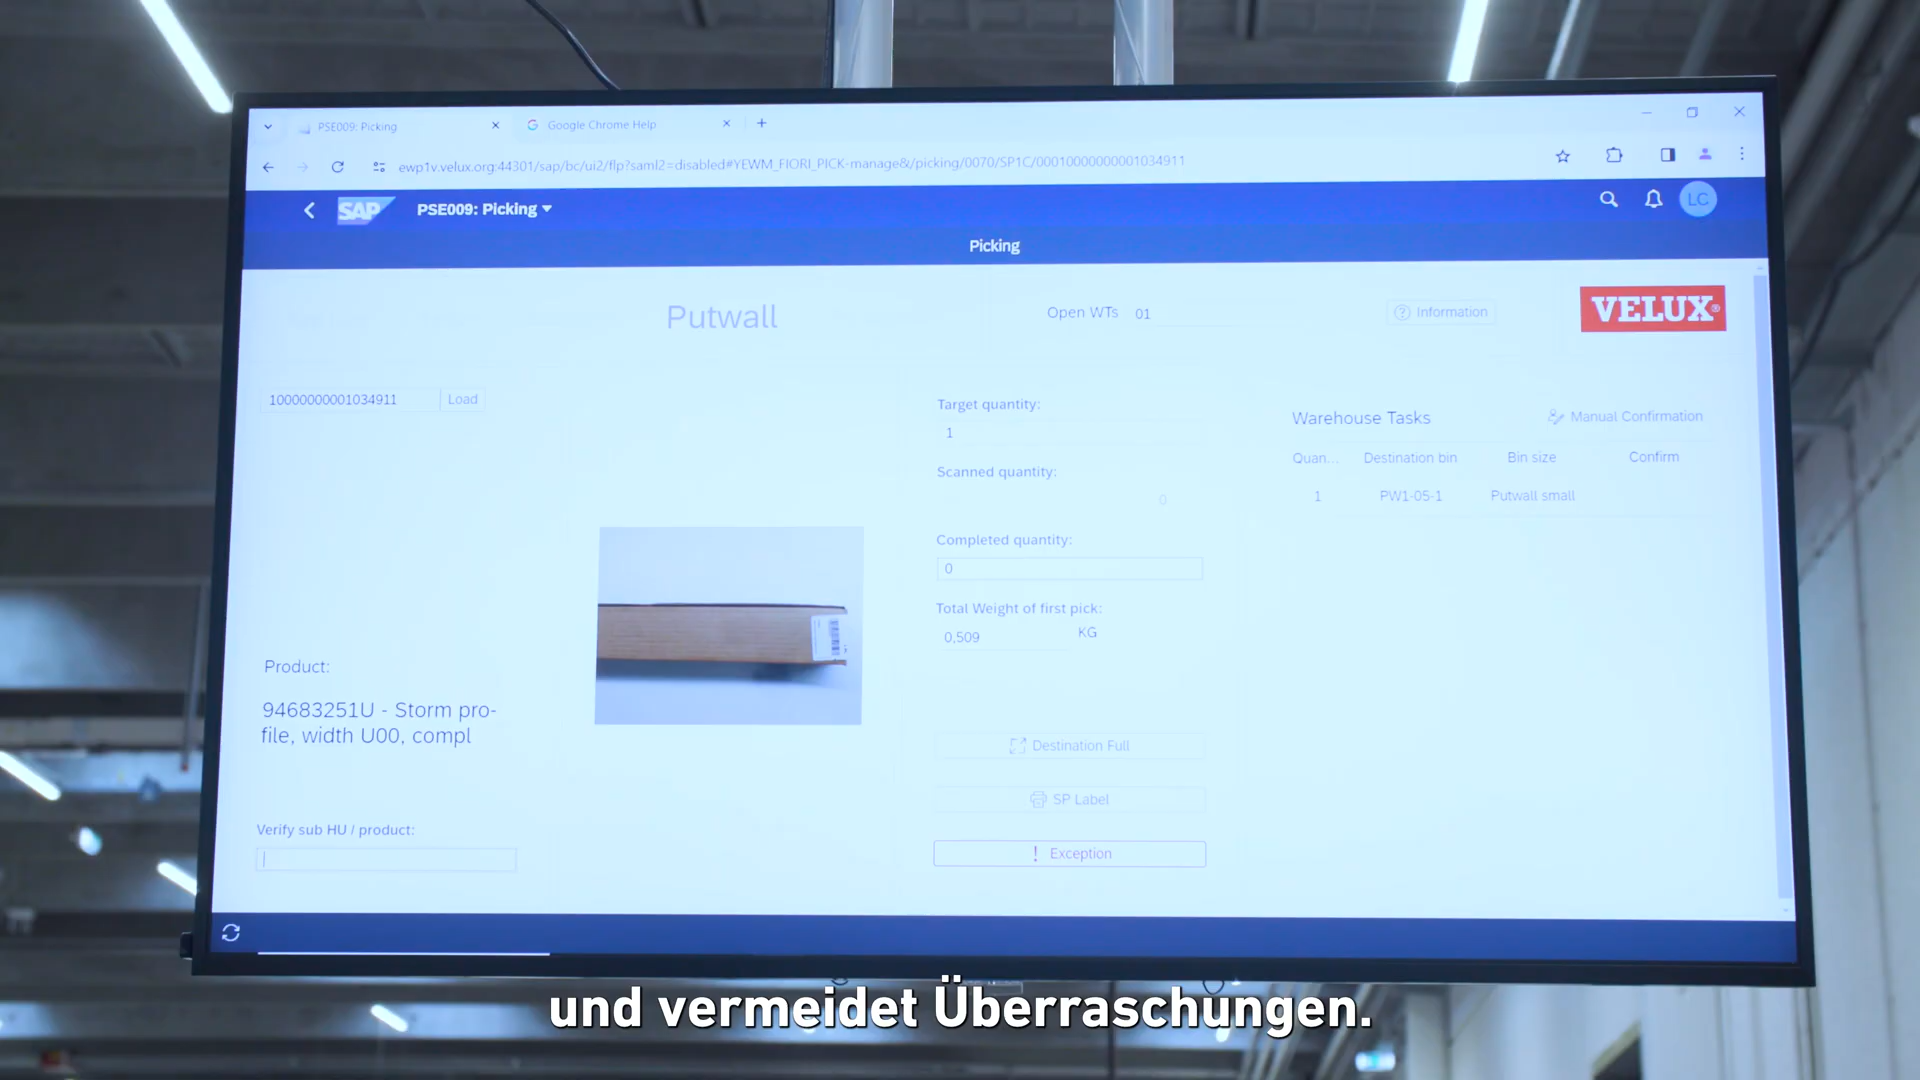 PSE009: Picking
Google Chrome Help
ewp1v.velux.org:44301/sap/bc/ui2/flp?saml2=disabled#YEWM_FIORI_PICK-manage&/picking/0070/SP1C/00010000000001034911
SAP
PSE009: Picking
LC
Picking
Putwall
Open WTs 01
Information
VELUX®
10000000001034911
Load
Target quantity:
1
Scanned quantity:
0
Completed quantity:
0
Total Weight of first pick:
0,509 KG
Warehouse Tasks
Manual Confirmation
Quan... Destination bin Bin size Confirm
1 PW1-05-1 Putwall small
Product:
94683251U - Storm pro-
file, width U00, compl
Destination Full
SP Label
Exception
Verify sub HU / product:
und vermeidet Überraschungen.